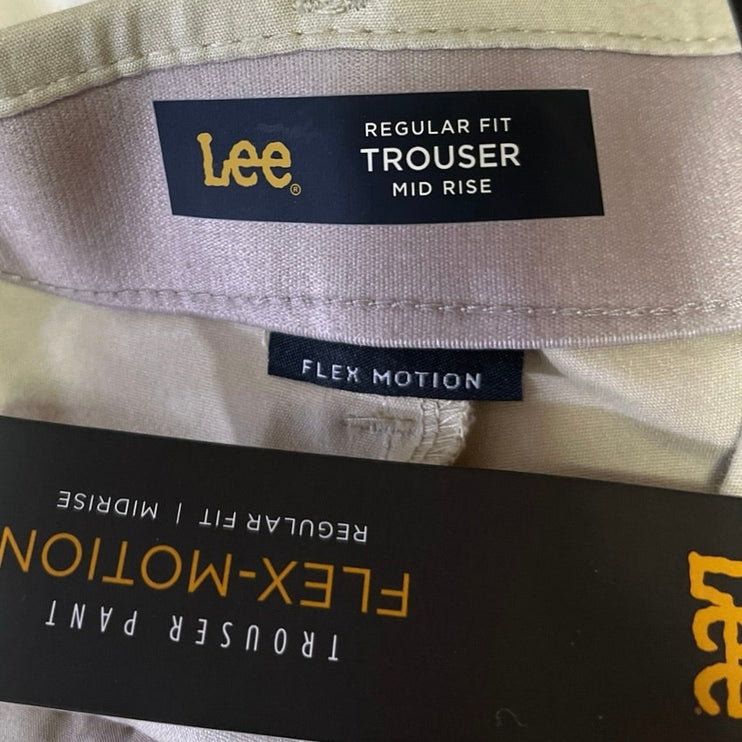 Lee®
REGULAR FIT
TROUSER
MID RISE
FLEX MOTION
TROUSER PANT
FLEX-MOTION
REGULAR FIT | MIDRISE
Lee